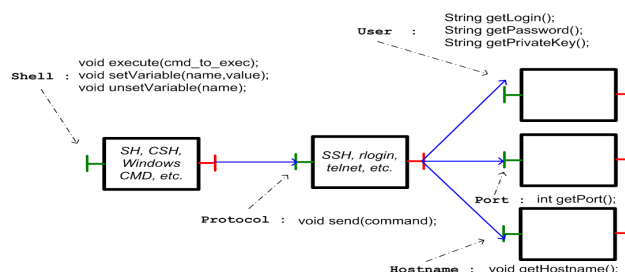 String getLogin();
User : String getPassword();
String getPrivateKey();
void execute(cmd_to_exec);
Shell : void setVariable(name,value);
void unsetVariable(name);
SH, CSH,
Windows
CMD, etc.
SSH, rlogin,
telnet, etc.
Port : int getPort();
Protocol : void send(command);
Hostname : void getHostname();